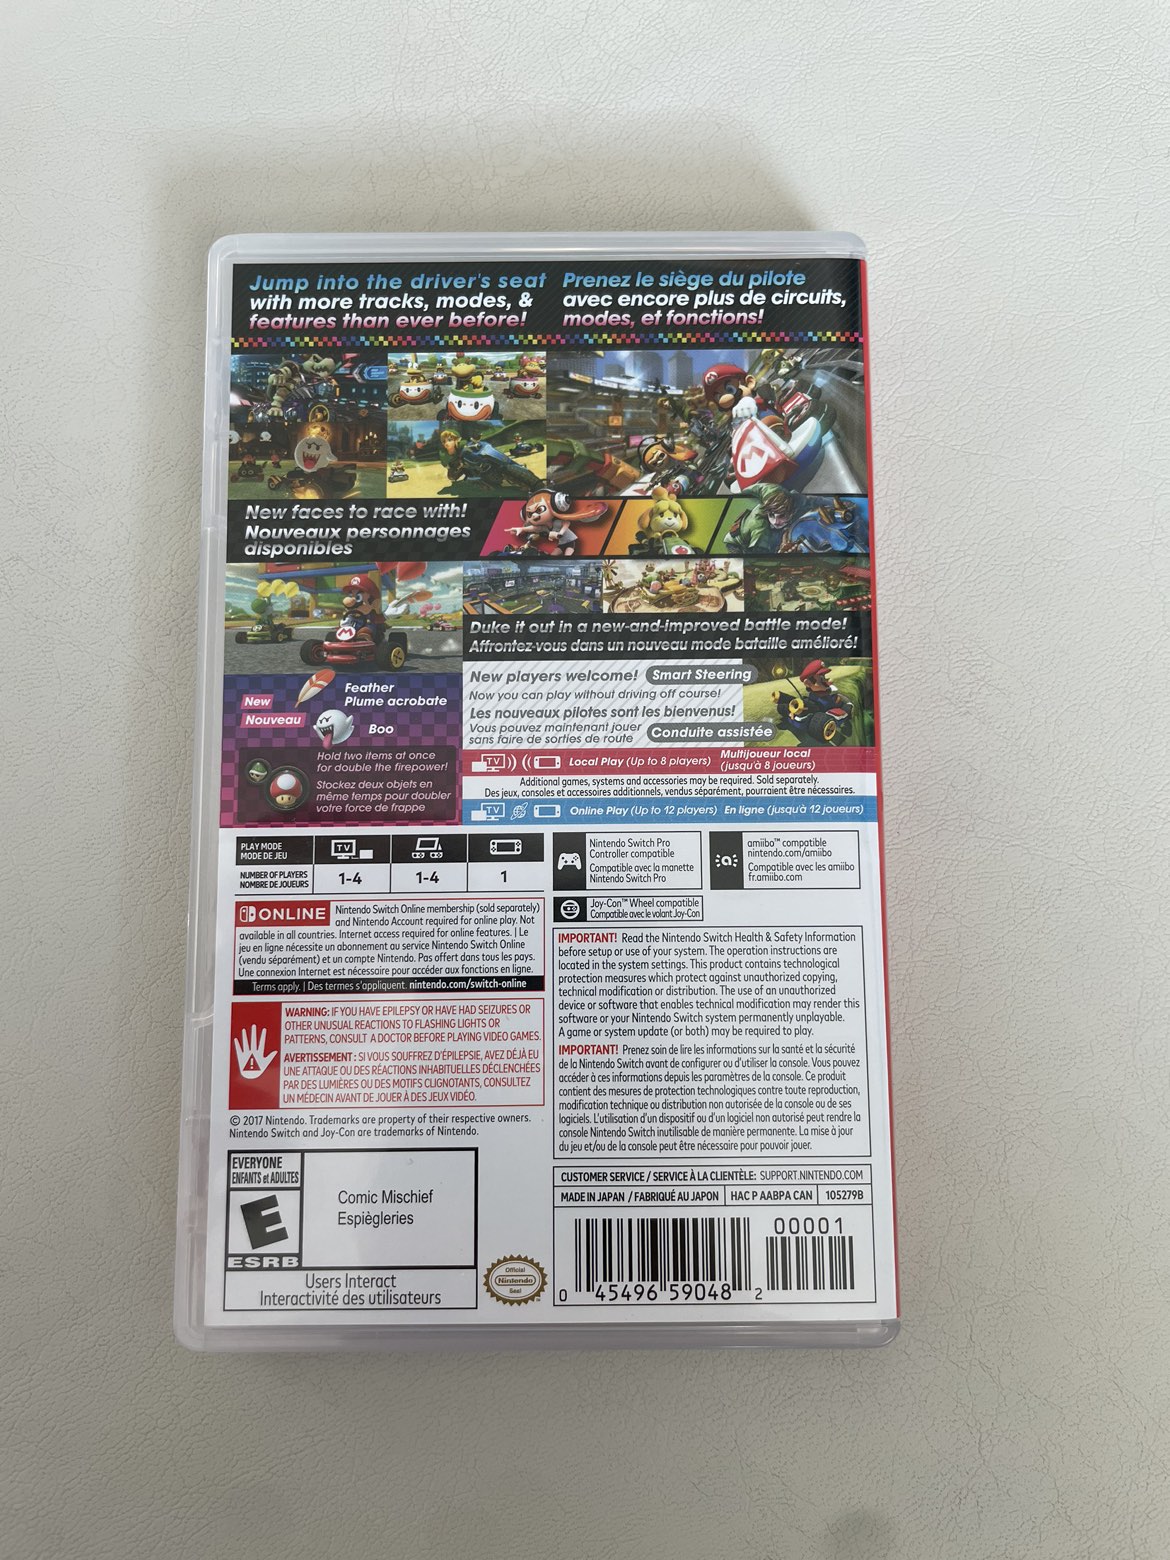 Jump into the driver's seat
with more tracks, modes, &
features than ever before!
Prenez le siège du pilote
avec encore plus de circuits,
modes, et fonctions!
New faces to race with!
Nouveaux personnages
disponibles
Duke it out in a new-and-improved battle mode!
Affrontez-vous dans un nouveau mode bataille amélioré!
New players welcome! Smart Steering
Now you can play without driving off course!
Les nouveaux pilotes sont les bienvenus!
Vous pouvez maintenant jouer
sans faire de sorties de route
Conduite assistée
New
Nouveau
Feather
Plume acrobate
Boo
Hold two items at once
for double the firepower!
Stockez deux objets en
même temps pour doubler
votre force de frappe
TV Local Play (Up to 8 players) Multijoueur local
(jusqu'à 8 joueurs)
Additional games, systems and accessories may be required. Sold separately.
Des jeux, consoles et accessoires additionnels, vendus séparément, pourraient être nécessaires.
TV Online Play (Up to 12 players) En ligne (jusqu'à 12 joueurs)
PLAY MODE
MODE DE JEU
TV
NUMBER OF PLAYERS
NOMBRE DE JOUEURS
1-4
1-4
1
Nintendo Switch Pro
Controller compatible
Compatible avec la manette
Nintendo Switch Pro
amiibo™ compatible
nintendo.com/amiibo
Compatible avec les amiibo
fr.amiibo.com
Joy-Con™ Wheel compatible
Compatible avec le volant Joy-Con
ONLINE Nintendo Switch Online membership (sold separately)
and Nintendo Account required for online play. Not
available in all countries. Internet access required for online features. | Le
jeu en ligne nécessite un abonnement au service Nintendo Switch Online
(vendu séparément) et un compte Nintendo. Pas offert dans tous les pays.
Une connexion Internet est nécessaire pour accéder aux fonctions en ligne.
Terms apply. | Des termes s'appliquent. nintendo.com/switch-online
WARNING: IF YOU HAVE EPILEPSY OR HAVE HAD SEIZURES OR
OTHER UNUSUAL REACTIONS TO FLASHING LIGHTS OR
PATTERNS, CONSULT A DOCTOR BEFORE PLAYING VIDEO GAMES.
AVERTISSEMENT : SI VOUS SOUFFREZ D'ÉPILEPSIE, AVEZ DÉJÀ EU
UNE ATTAQUE OU DES RÉACTIONS INHABITUELLES DÉCLENCHÉES
PAR DES LUMIÈRES OU DES MOTIFS CLIGNOTANTS, CONSULTEZ
UN MÉDECIN AVANT DE JOUER À DES JEUX VIDÉO.
© 2017 Nintendo. Trademarks are property of their respective owners.
Nintendo Switch and Joy-Con are trademarks of Nintendo.
IMPORTANT! Read the Nintendo Switch Health & Safety Information
before setup or use of your system. The operation instructions are
located in the system settings. This product contains technological
protection measures which protect against unauthorized copying,
technical modification or distribution. The use of an unauthorized
device or software that enables technical modification may render this
software or your Nintendo Switch system permanently unplayable.
A game or system update (or both) may be required to play.
IMPORTANT! Prenez soin de lire les informations sur la santé et la sécurité
de la Nintendo Switch avant de configurer ou d'utiliser la console. Vous pouvez
accéder à ces informations depuis les paramètres de la console. Ce produit
contient des mesures de protection technologiques contre toute reproduction,
modification technique ou distribution non autorisée de la console ou de ses
logiciels. L'utilisation d'un dispositif ou d'un logiciel non autorisé peut rendre la
console Nintendo Switch inutilisable de manière permanente. La mise à jour
du jeu et/ou de la console peut être nécessaire pour pouvoir jouer.
EVERYONE
ENFANTS et ADULTES
E
ESRB
Comic Mischief
Espiègleries
Users Interact
Interactivité des utilisateurs
Official
Nintendo
Seal
CUSTOMER SERVICE / SERVICE À LA CLIENTÈLE: SUPPORT.NINTENDO.COM
MADE IN JAPAN / FABRIQUÉ AU JAPON HAC P AABPA CAN 105279B
00001
0 45496 59048 2